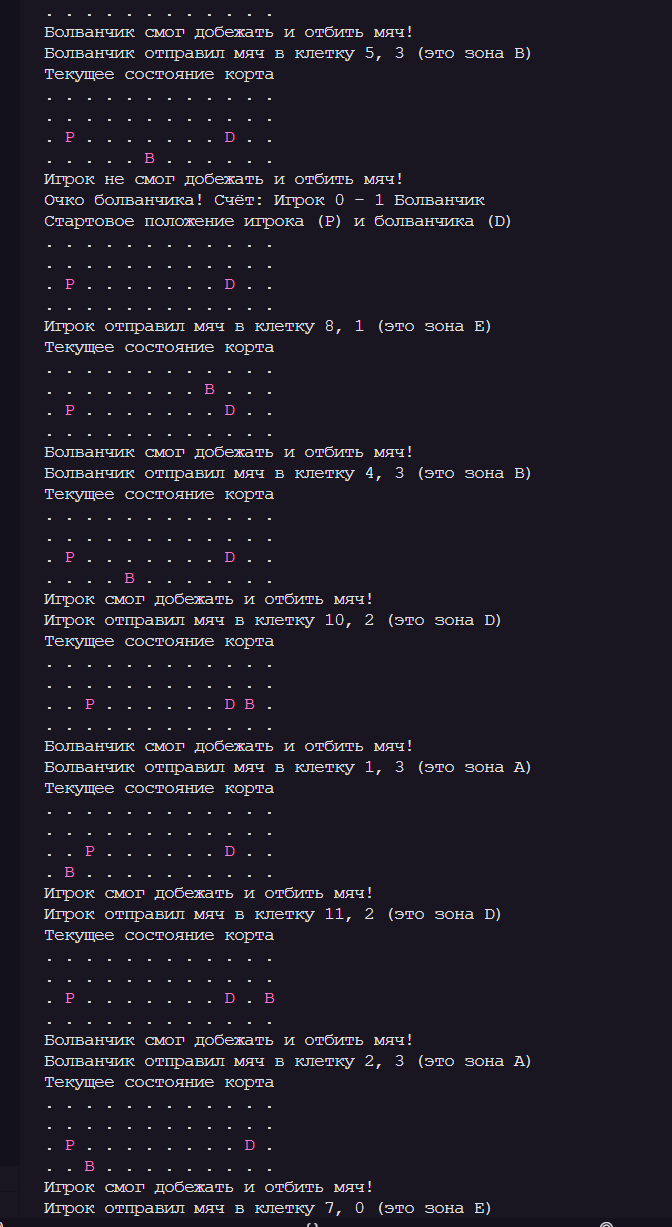 . . . . . . . . . . . .
Болванчик смог добежать и отбить мяч!
Болванчик отправил мяч в клетку 5, 3 (это зона B)
Текущее состояние корта
. . . . . . . . . . . .
. . . . . . . . . . . .
. P . . . . . . . D . .
. . . . . B . . . . . .
Игрок не смог добежать и отбить мяч!
Очко болванчика! Счёт: Игрок 0 - 1 Болванчик
Стартовое положение игрока (P) и болванчика (D)
. . . . . . . . . . . .
. . . . . . . . . . . .
. P . . . . . . . D . .
. . . . . . . . . . . .
Игрок отправил мяч в клетку 8, 1 (это зона E)
Текущее состояние корта
. . . . . . . . . . . .
. . . . . . . . B . . .
. P . . . . . . . D . .
. . . . . . . . . . . .
Болванчик смог добежать и отбить мяч!
Болванчик отправил мяч в клетку 4, 3 (это зона B)
Текущее состояние корта
. . . . . . . . . . . .
. . . . . . . . . . . .
. P . . . . . . . D . .
. . . . B . . . . . . .
Игрок смог добежать и отбить мяч!
Игрок отправил мяч в клетку 10, 2 (это зона D)
Текущее состояние корта
. . . . . . . . . . . .
. . . . . . . . . . . .
. . P . . . . . . D B .
. . . . . . . . . . . .
Болванчик смог добежать и отбить мяч!
Болванчик отправил мяч в клетку 1, 3 (это зона A)
Текущее состояние корта
. . . . . . . . . . . .
. . . . . . . . . . . .
. . P . . . . . . D . .
. B . . . . . . . . . .
Игрок смог добежать и отбить мяч!
Игрок отправил мяч в клетку 11, 2 (это зона D)
Текущее состояние корта
. . . . . . . . . . . .
. . . . . . . . . . . .
. P . . . . . . . D . B
. . . . . . . . . . . .
Болванчик смог добежать и отбить мяч!
Болванчик отправил мяч в клетку 2, 3 (это зона A)
Текущее состояние корта
. . . . . . . . . . . .
. . . . . . . . . . . .
. P . . . . . . . . D .
. . B . . . . . . . . .
Игрок смог добежать и отбить мяч!
Игрок отправил мяч в клетку 7, 0 (это зона E)